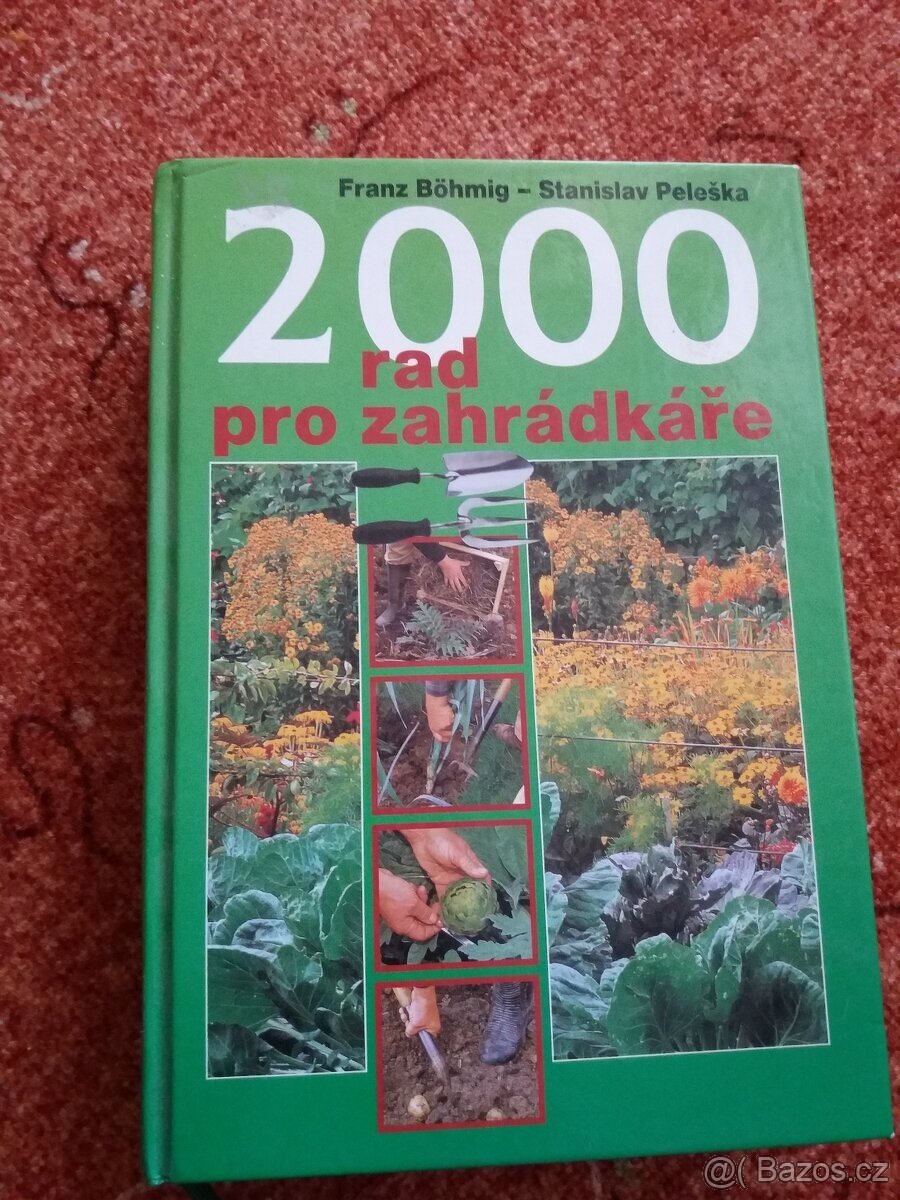 Franz Böhmig – Stanislav Peleška
2000
rad
pro zahrádkáře
@( Bazos.cz